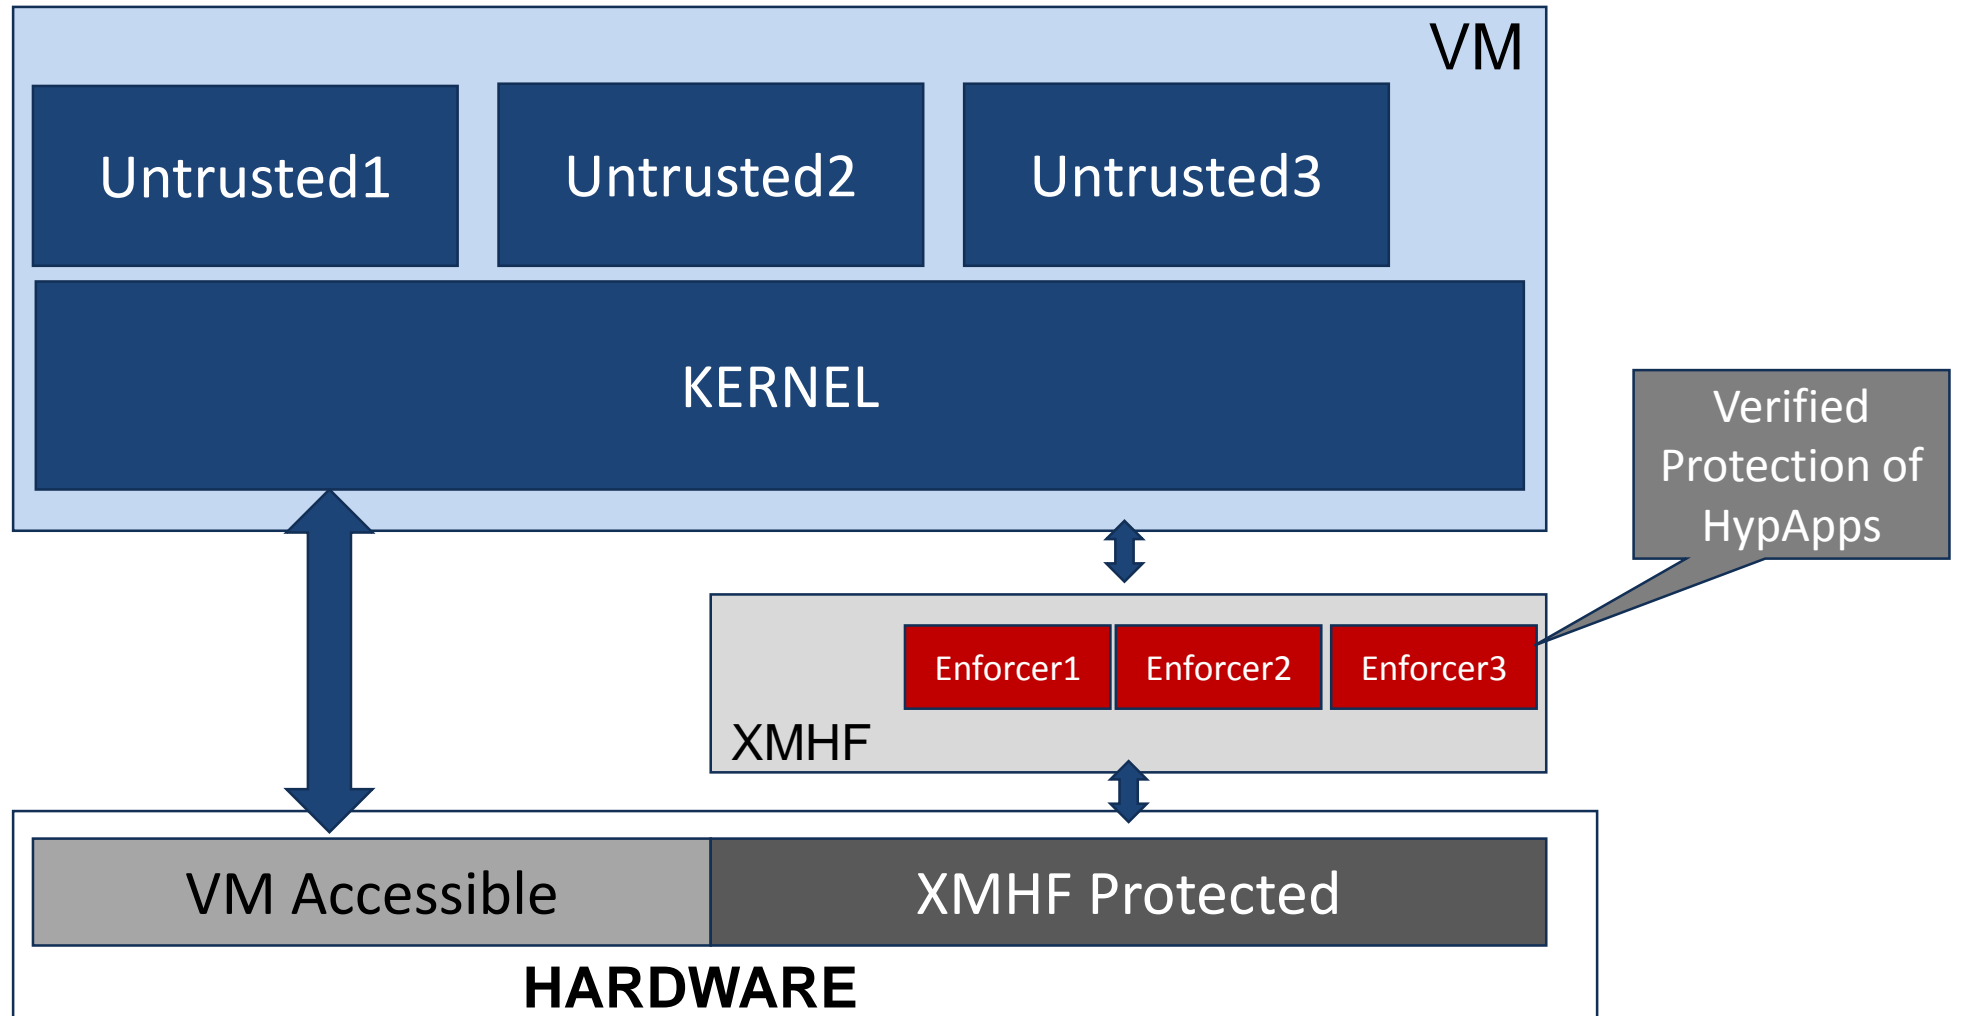 VM
Untrusted1
Untrusted2
Untrusted3
KERNEL
Verified
Protection of
HypApps
Enforcer1
Enforcer2
Enforcer3
XMHF
VM Accessible
XMHF Protected
HARDWARE